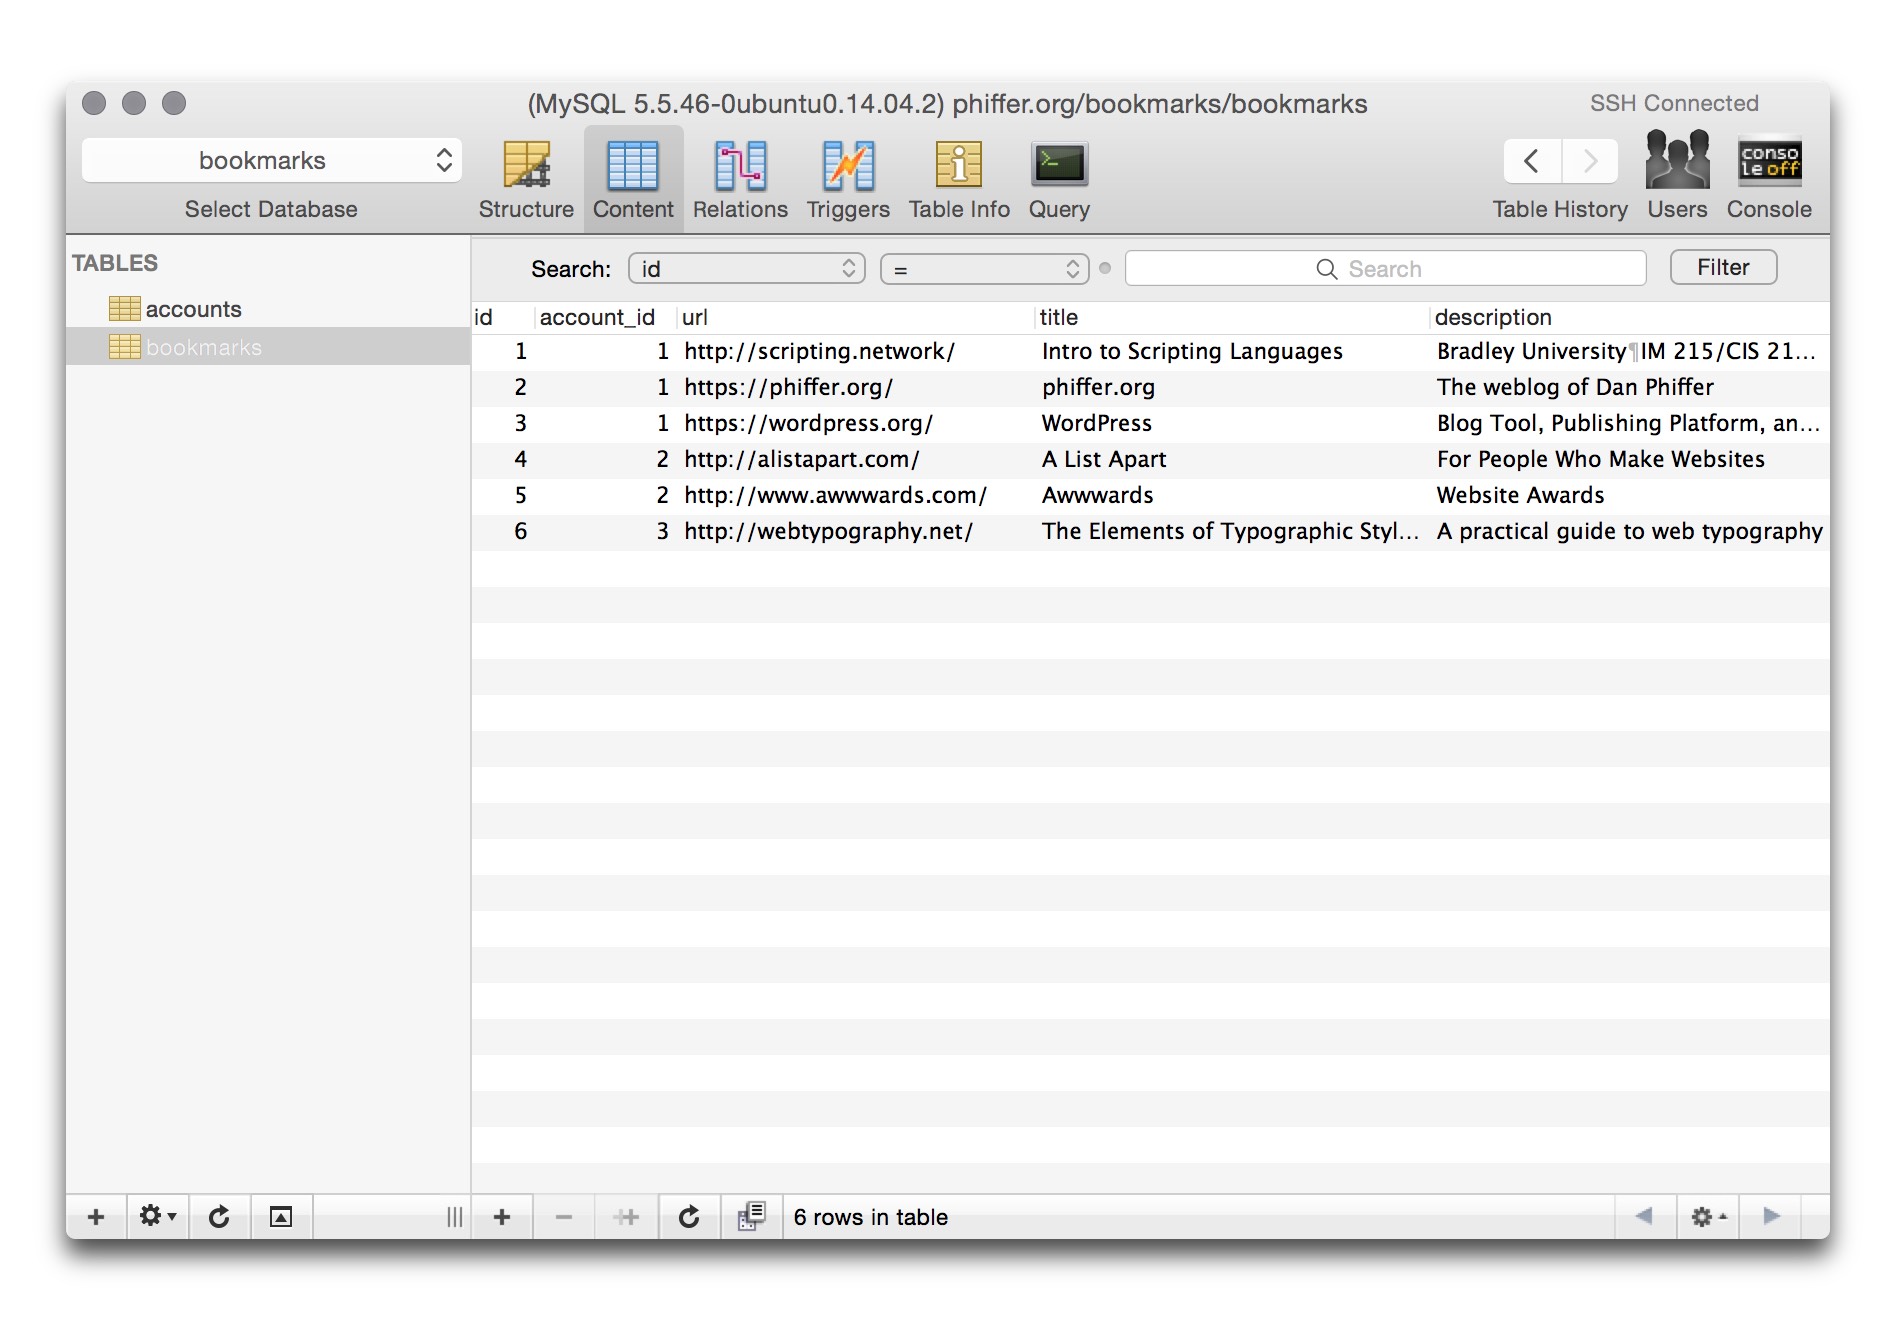 (MySQL 5.5.46-0ubuntu0.14.04.2) phiffer.org/bookmarks/bookmarks
SSH Connected
bookmarks
conso
le off
Select Database
Structure
Content
Relations
Triggers
Table Info
Query
Table History
Users
Console
TABLES
accounts
bookmarks
Search: id = Search Filter
id account_id url title description
1 1 http://scripting.network/ Intro to Scripting Languages Bradley University¶IM 215/CIS 21...
2 1 https://phiffer.org/ phiffer.org The weblog of Dan Phiffer
3 1 https://wordpress.org/ WordPress Blog Tool, Publishing Platform, an...
4 2 http://alistapart.com/ A List Apart For People Who Make Websites
5 2 http://www.awwwards.com/ Awwwards Website Awards
6 3 http://webtypography.net/ The Elements of Typographic Styl... A practical guide to web typography
6 rows in table